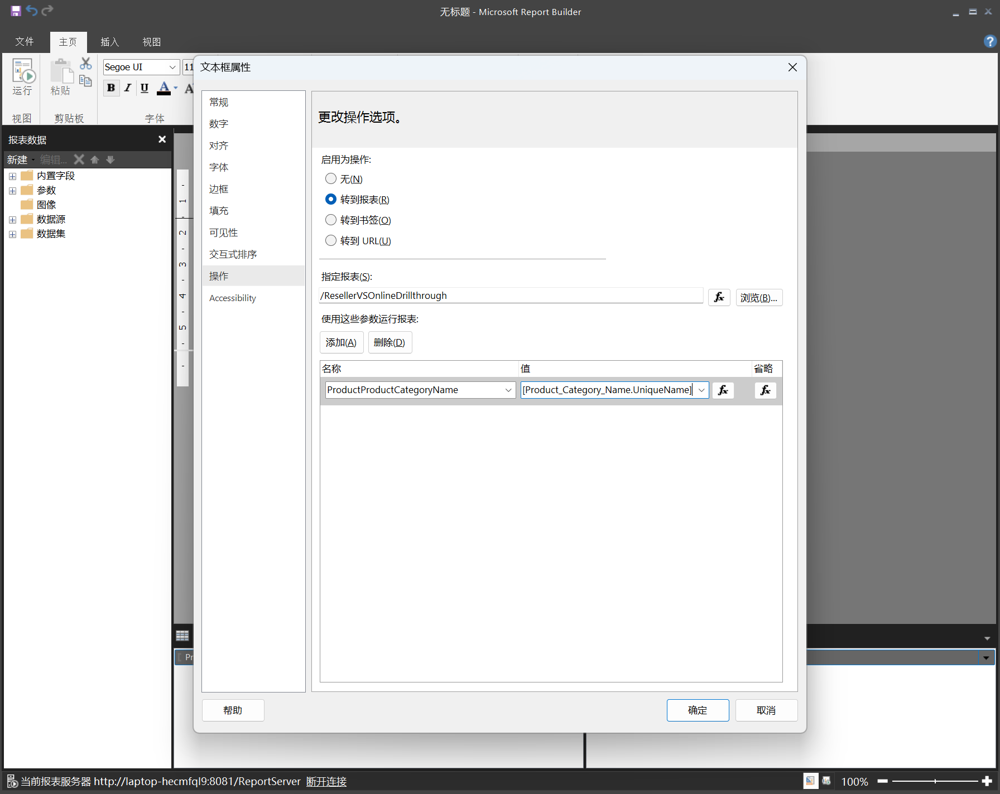 无标题 - Microsoft Report Builder
文件
主页
插入
视图
运行
粘贴
Segoe UI
11
B I U A A
视图
剪贴板
字体
报表数据
新建
编辑...
内置字段
参数
图像
数据源
数据集
1
2
3
4
5
文本框属性
常规
数字
对齐
字体
边框
填充
可见性
交互式排序
操作
Accessibility
更改操作选项。
启用为操作:
无(N)
转到报表(R)
转到书签(O)
转到 URL(U)
指定报表(S):
/ResellerVSOnlineDrillthrough
fx
浏览(B)...
使用这些参数运行报表:
添加(A)
删除(D)
名称
值
省略
ProductProductCategoryName
[Product_Category_Name.UniqueName]
fx
fx
帮助
确定
取消
Pr
当前报表服务器 http://laptop-hecmfql9:8081/ReportServer 断开连接
100%